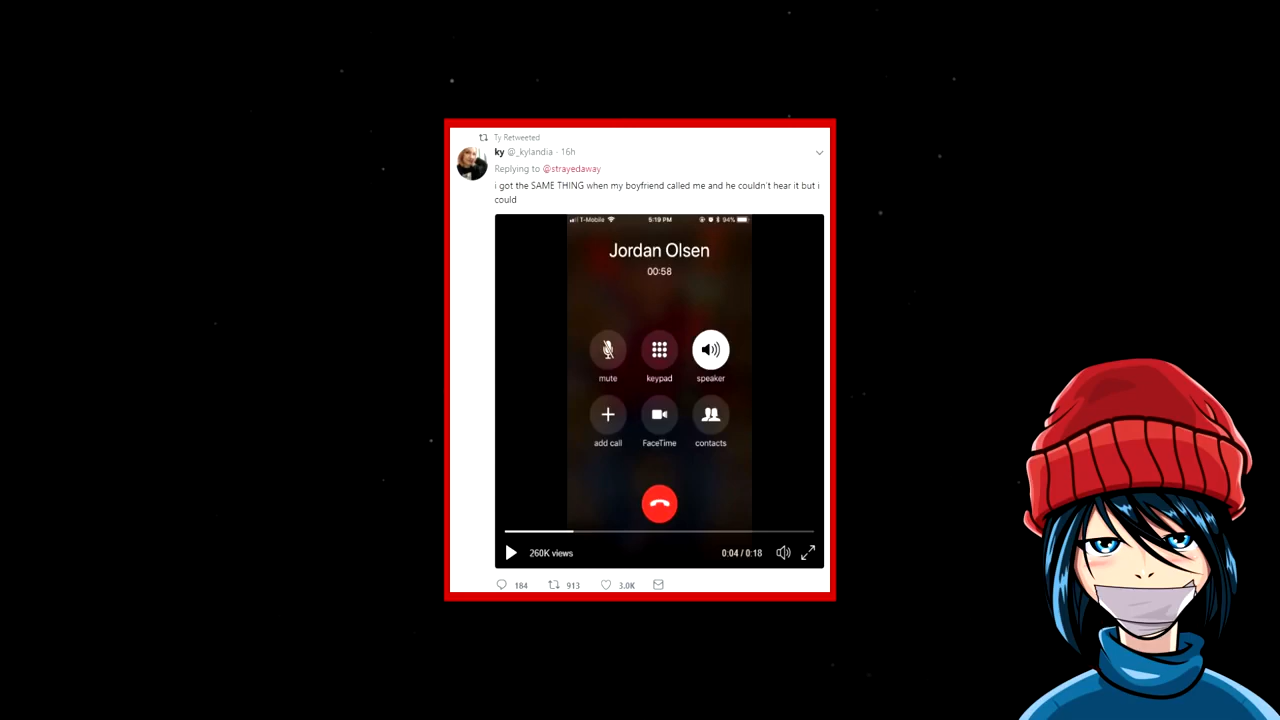 Ty Retweeted
ky @_kylandia · 16h
Replying to @strayedaway
i got the SAME THING when my boyfriend called me and he couldn't hear it but i
could
T-Mobile 5:19 PM 94%
Jordan Olsen
00:58
mute keypad speaker
add call FaceTime contacts
260K views 0:04 / 0:18
184 913 3.0K